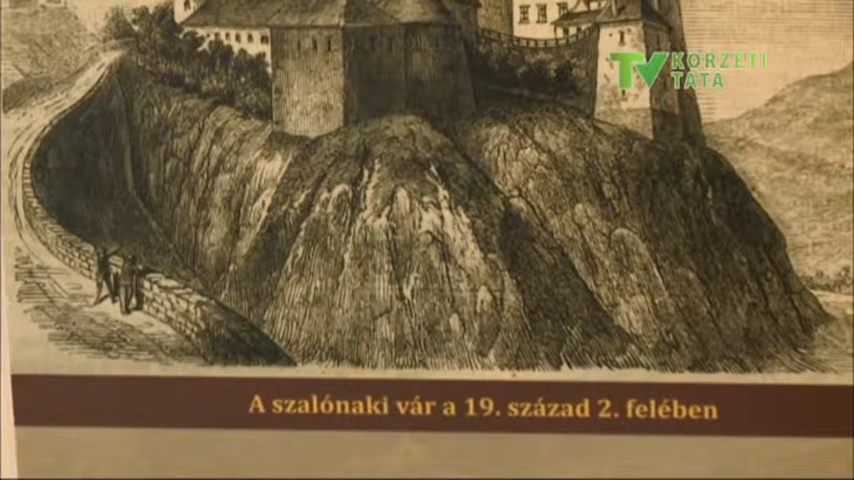 TV KÖRZETI
TATA
A szalónaki vár a 19. század 2. felében